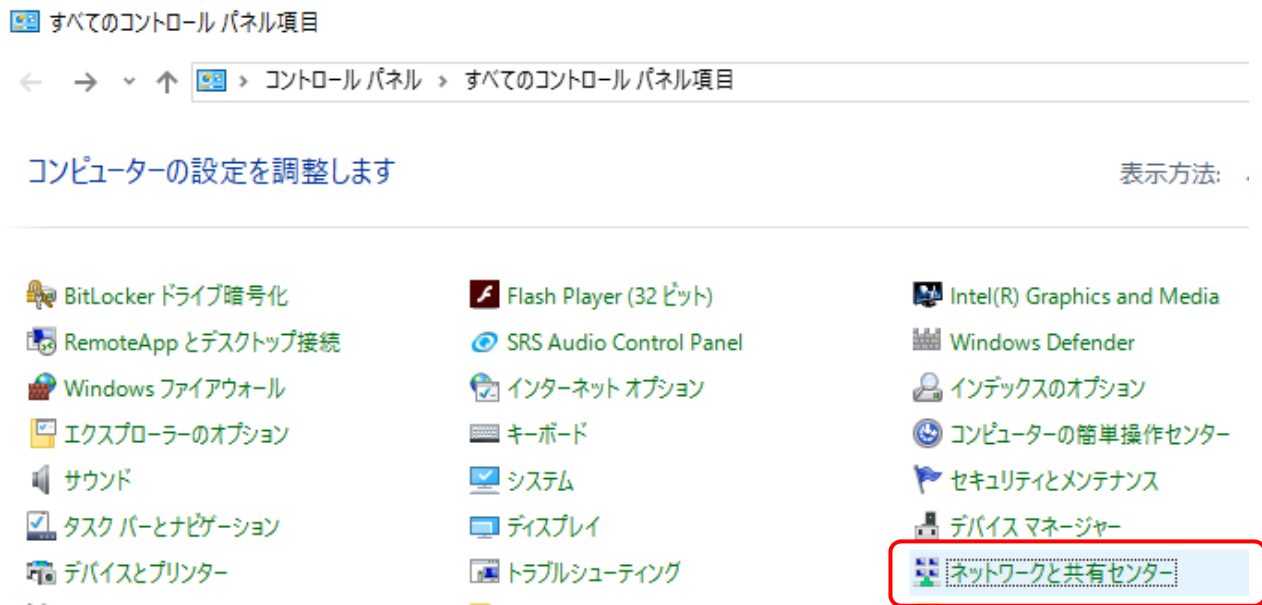 すべてのコントロール パネル項目
コントロール パネル › すべてのコントロール パネル項目
コンピューターの設定を調整します
表示方法:
BitLocker ドライブ暗号化
Flash Player (32 ビット)
Intel(R) Graphics and Media
RemoteApp とデスクトップ接続
SRS Audio Control Panel
Windows Defender
Windows ファイアウォール
インターネット オプション
インデックスのオプション
エクスプローラーのオプション
キーボード
コンピューターの簡単操作センター
サウンド
システム
セキュリティとメンテナンス
タスク バーとナビゲーション
ディスプレイ
デバイス マネージャー
デバイスとプリンター
トラブルシューティング
ネットワークと共有センター